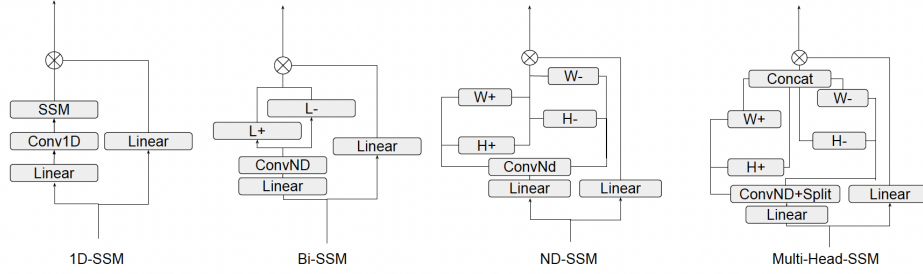 SSM
Conv1D
Linear
Linear
1D-SSM
L-
L+
Linear
ConvND
Linear
Bi-SSM
W-
W+
H-
H+
ConvNd
Linear
Linear
ND-SSM
Concat
W-
W+
H-
H+
ConvND+Split
Linear
Linear
Multi-Head-SSM